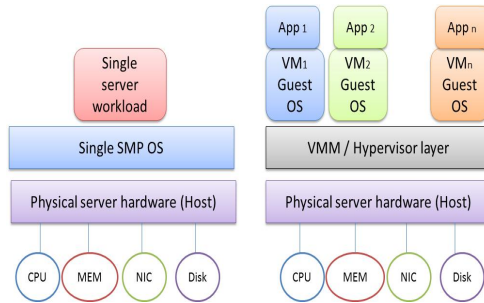 Single
server
workload
Single SMP OS
Physical server hardware (Host)
CPU
MEM
NIC
Disk
App 1
App 2
App n
VM1
Guest
OS
VM2
Guest
OS
VMn
Guest
OS
VMM / Hypervisor layer
Physical server hardware (Host)
CPU
MEM
NIC
Disk